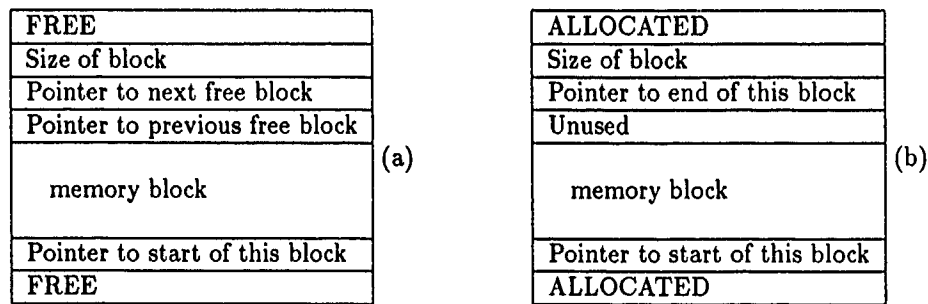 FREE
Size of block
Pointer to next free block
Pointer to previous free block
memory block
Pointer to start of this block
FREE
(a)
ALLOCATED
Size of block
Pointer to end of this block
Unused
memory block
Pointer to start of this block
ALLOCATED
(b)